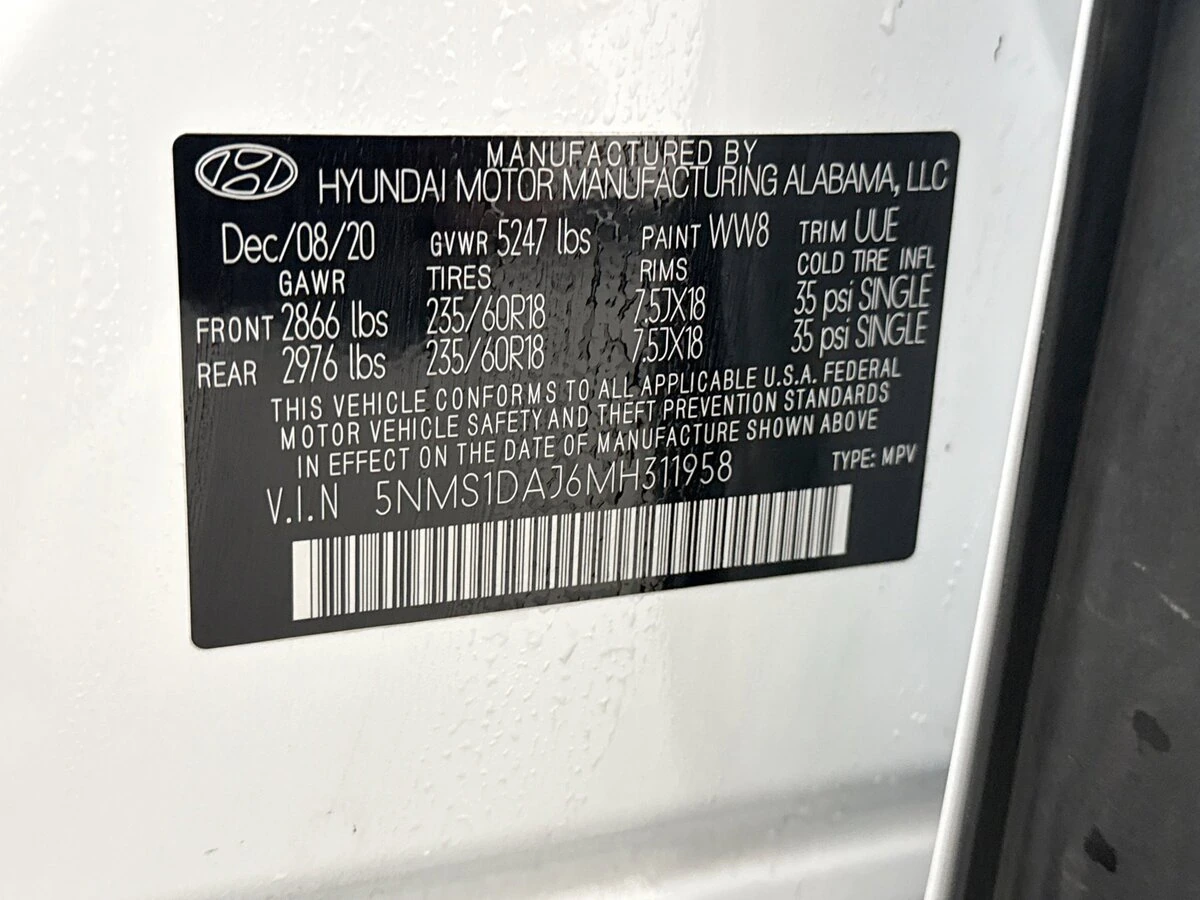 MANUFACTURED BY
HYUNDAI MOTOR MANUFACTURING ALABAMA, LLC
Dec/08/20 GVWR 5247 lbs PAINT WW8 TRIM UUE
GAWR TIRES RIMS COLD TIRE INFL
FRONT 2866 lbs 235/60R18 7.5JX18 35 psi SINGLE
REAR 2976 lbs 235/60R18 7.5JX18 35 psi SINGLE
THIS VEHICLE CONFORMS TO ALL APPLICABLE U.S.A. FEDERAL
MOTOR VEHICLE SAFETY AND THEFT PREVENTION STANDARDS
IN EFFECT ON THE DATE OF MANUFACTURE SHOWN ABOVE
V.I.N 5NMS1DAJ6MH311958 TYPE: MPV